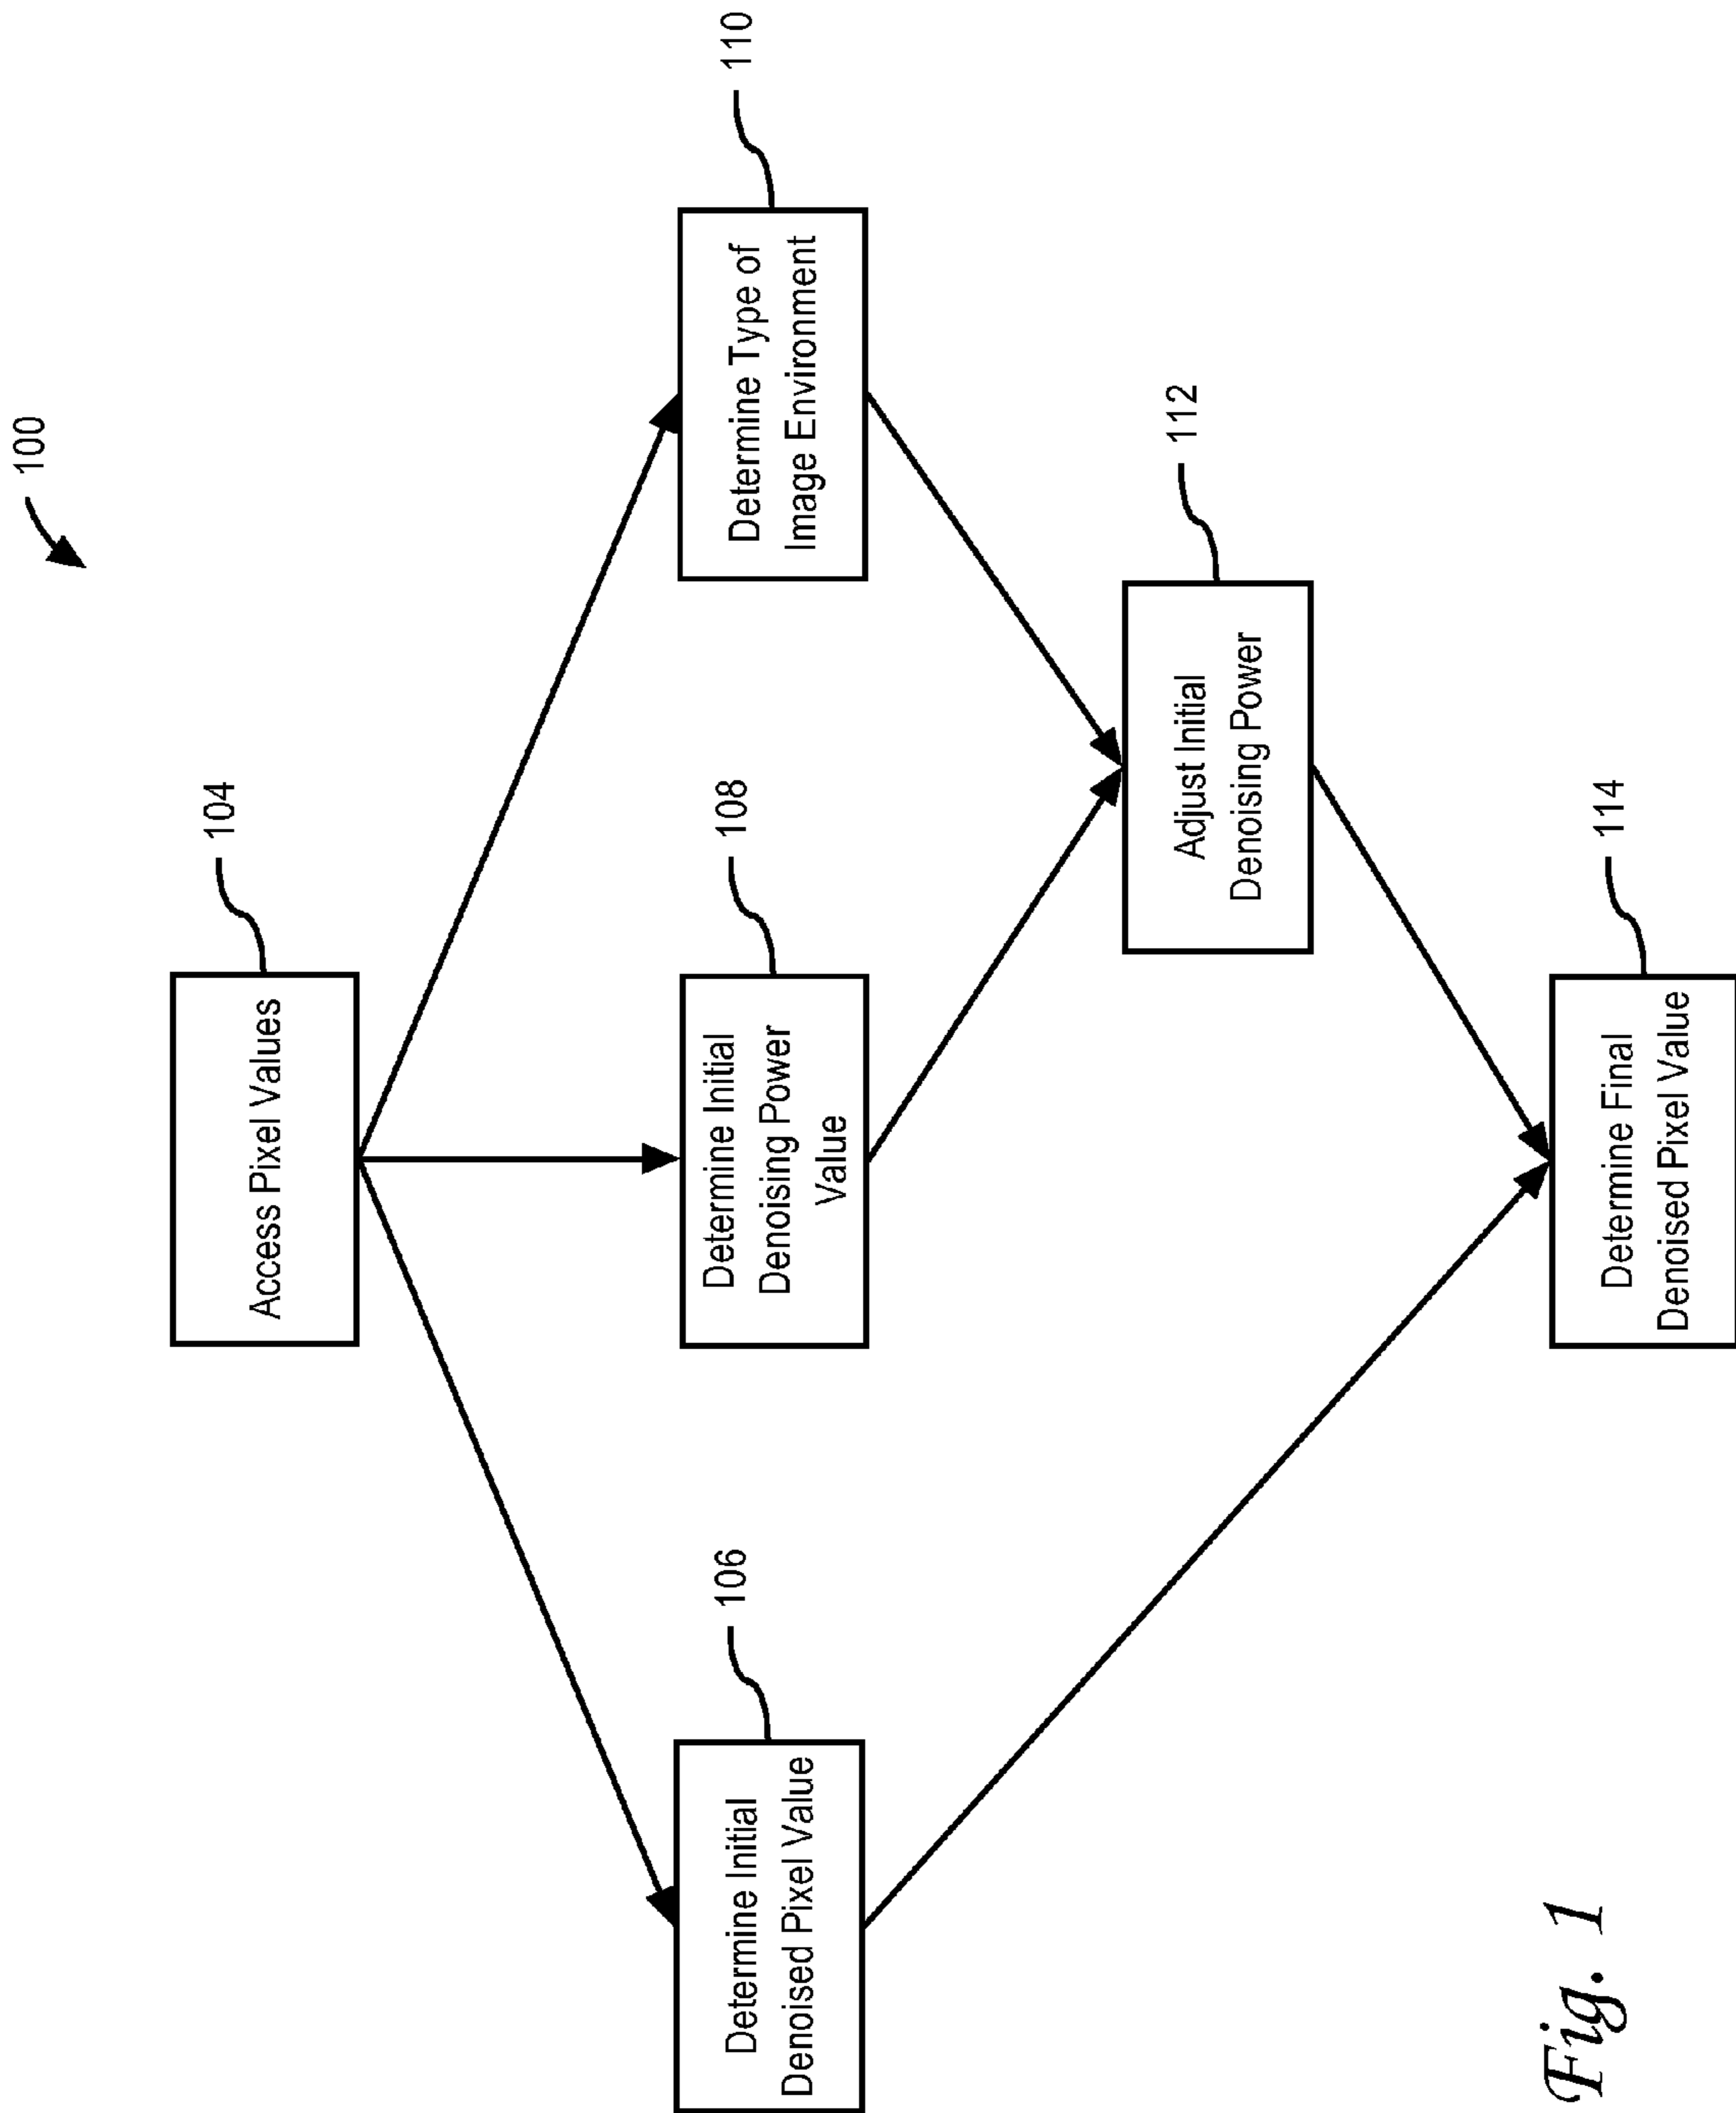 100
104
Access Pixel Values
106
Determine Initial
Denoised Pixel Value
108
Determine Initial
Denoising Power
Value
110
Determine Type of
Image Environment
112
Adjust Initial
Denoising Power
114
Determine Final
Denoised Pixel Value
Fig. 1